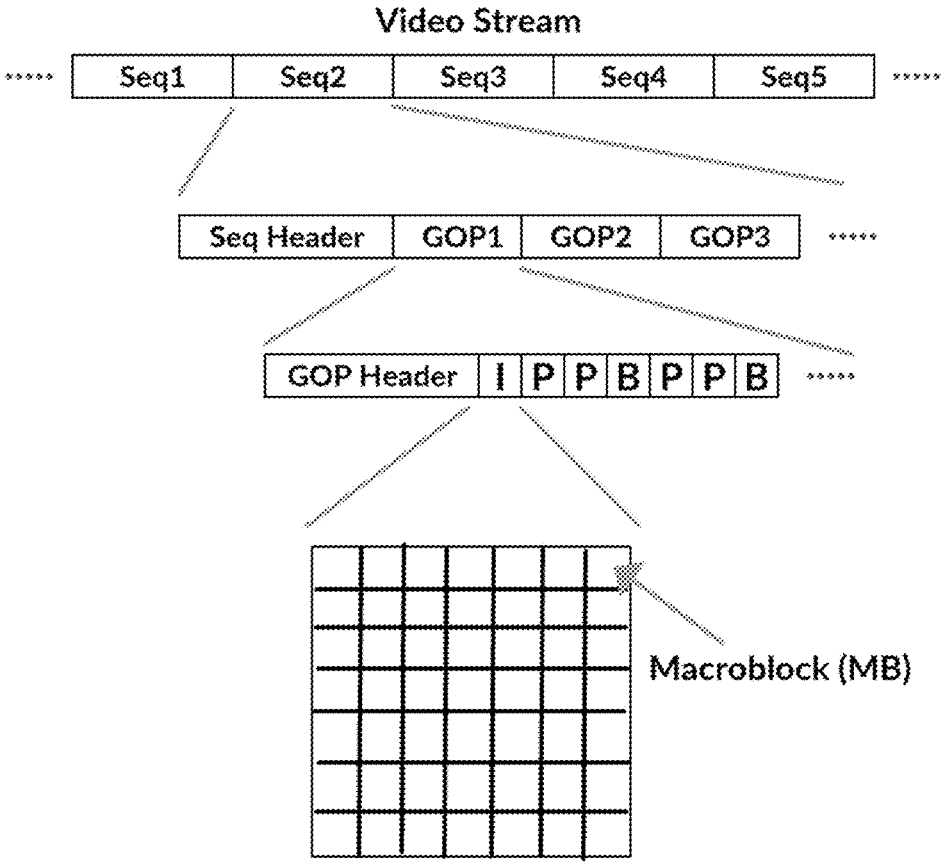 Video Stream
..... Seq1 Seq2 Seq3 Seq4 Seq5 .....
Seq Header GOP1 GOP2 GOP3 .....
GOP Header I P P B P P B .....
Macroblock (MB)